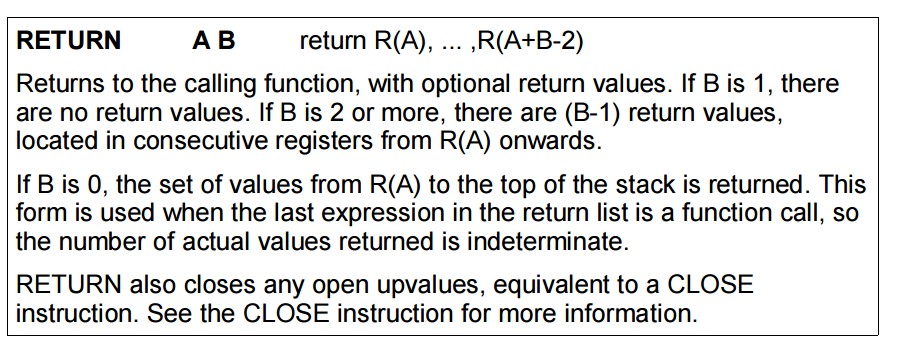 RETURN A B return R(A), ... ,R(A+B-2)
Returns to the calling function, with optional return values. If B is 1, there
are no return values. If B is 2 or more, there are (B-1) return values,
located in consecutive registers from R(A) onwards.
If B is 0, the set of values from R(A) to the top of the stack is returned. This
form is used when the last expression in the return list is a function call, so
the number of actual values returned is indeterminate.
RETURN also closes any open upvalues, equivalent to a CLOSE
instruction. See the CLOSE instruction for more information.